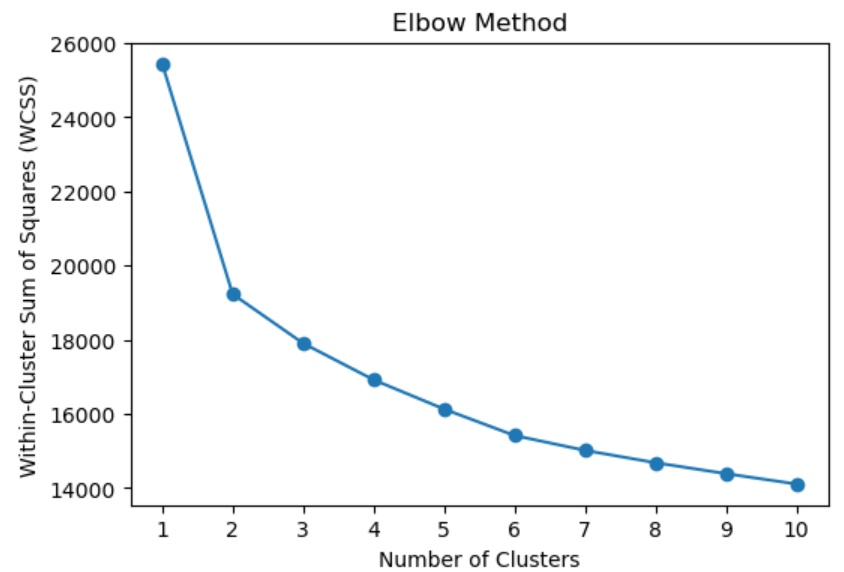 Elbow Method
Within-Cluster Sum of Squares (WCSS)
26000
24000
22000
20000
18000
16000
14000
1 2 3 4 5 6 7 8 9 10
Number of Clusters